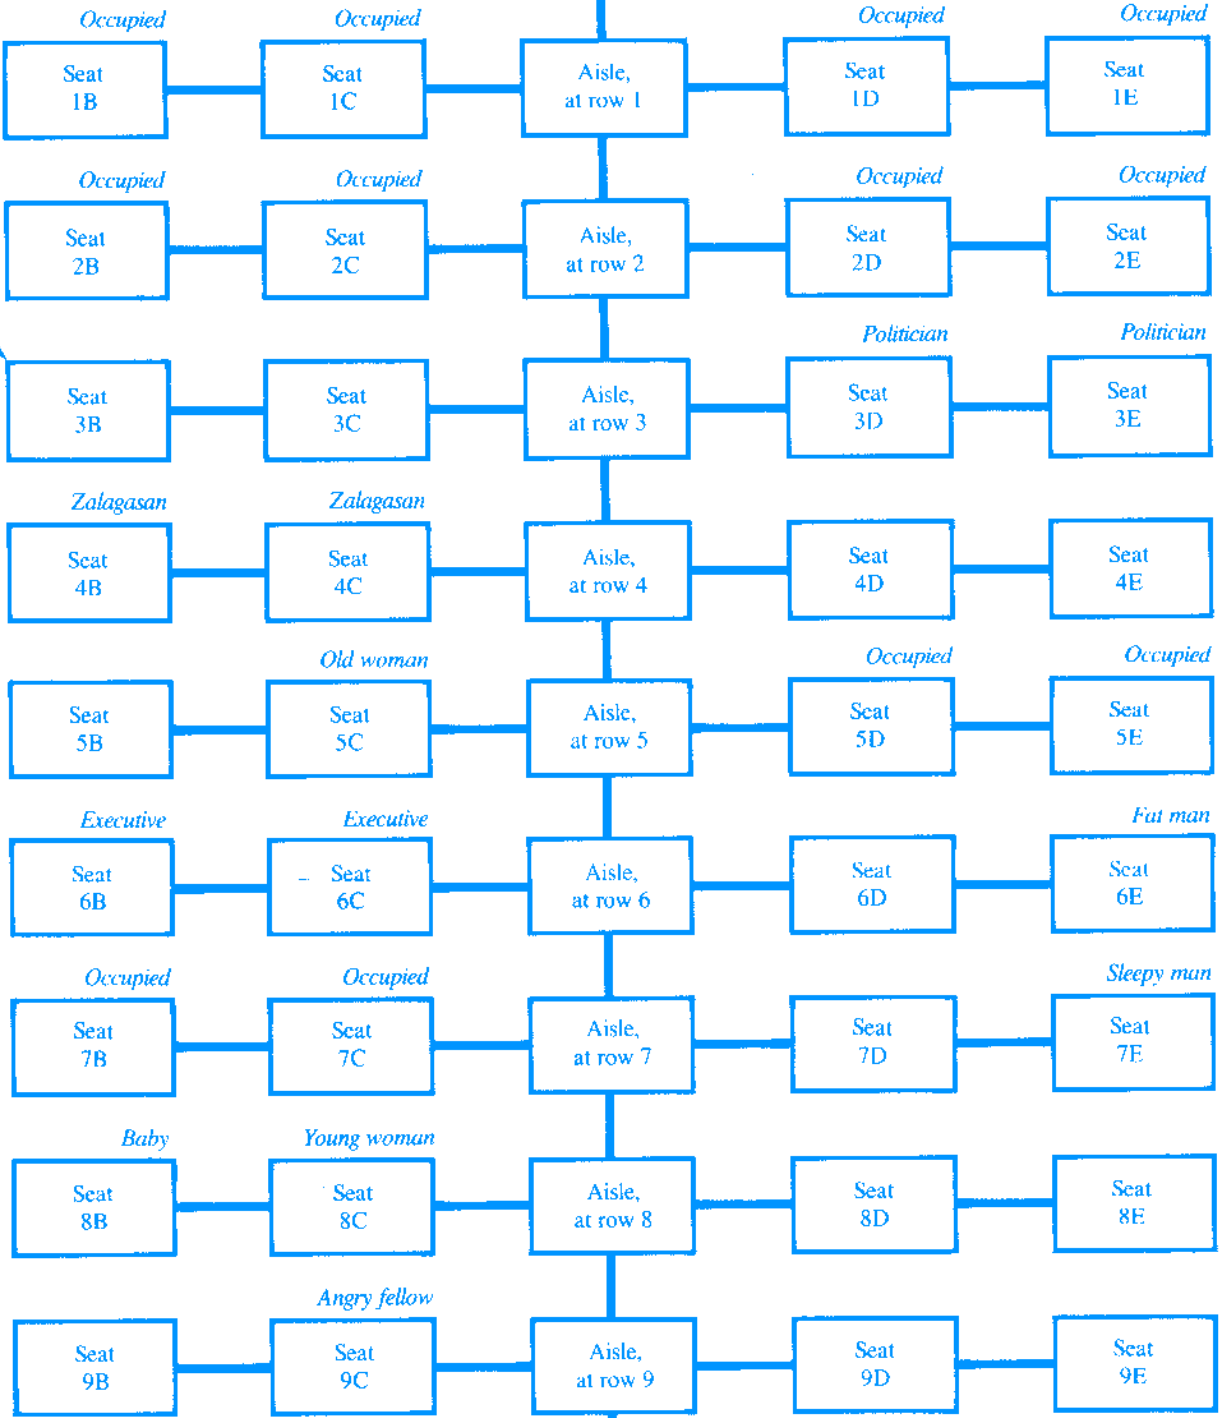 Occupied Occupied Occupied Occupied
Seat Seat Aisle, Seat Seat
1B 1C at row 1 1D 1E
Occupied Occupied Occupied Occupied
Seat Seat Aisle, Seat Seat
2B 2C at row 2 2D 2E
Politician Politician
Seat Seat Aisle, Seat Seat
3B 3C at row 3 3D 3E
Zalagasan Zalagasan
Seat Seat Aisle, Seat Seat
4B 4C at row 4 4D 4E
Old woman Occupied Occupied
Seat Seat Aisle, Seat Seat
5B 5C at row 5 5D 5E
Executive Executive Fat man
Seat Seat Aisle, Seat Seat
6B 6C at row 6 6D 6E
Occupied Occupied Sleepy man
Seat Seat Aisle, Seat Seat
7B 7C at row 7 7D 7E
Baby Young woman
Seat Seat Aisle, Seat Seat
8B 8C at row 8 8D 8E
Angry fellow
Seat Seat Aisle, Seat Seat
9B 9C at row 9 9D 9E